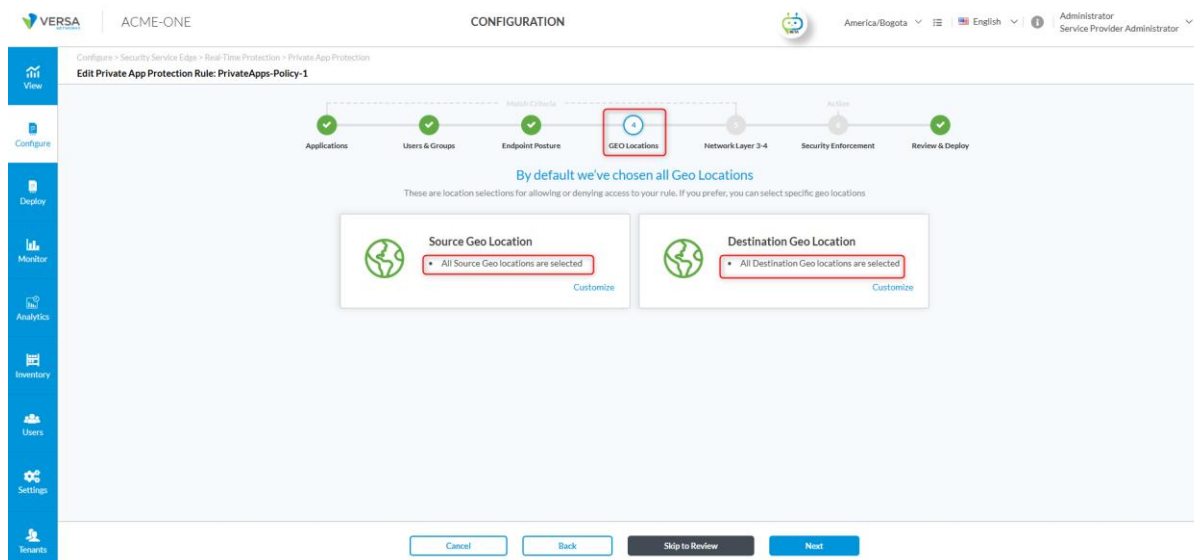 VERSA
NETWORKS
ACME-ONE
CONFIGURATION
BETA
America/Bogota
English
Administrator
Service Provider Administrator
Configure > Security Service Edge > Real-Time Protection > Private App Protection
Edit Private App Protection Rule: PrivateApps-Policy-1
View
Configure
Deploy
Monitor
Analytics
Inventory
Users
Settings
Tenants
Match Criteria
Action
4
5
6
Applications
Users & Groups
Endpoint Posture
GEO Locations
Network Layer 3-4
Security Enforcement
Review & Deploy
By default we've chosen all Geo Locations
These are location selections for allowing or denying access to your rule. If you prefer, you can select specific geo locations
Source Geo Location
• All Source Geo locations are selected
Customize
Destination Geo Location
• All Destination Geo locations are selected
Customize
Cancel
Back
Skip to Review
Next